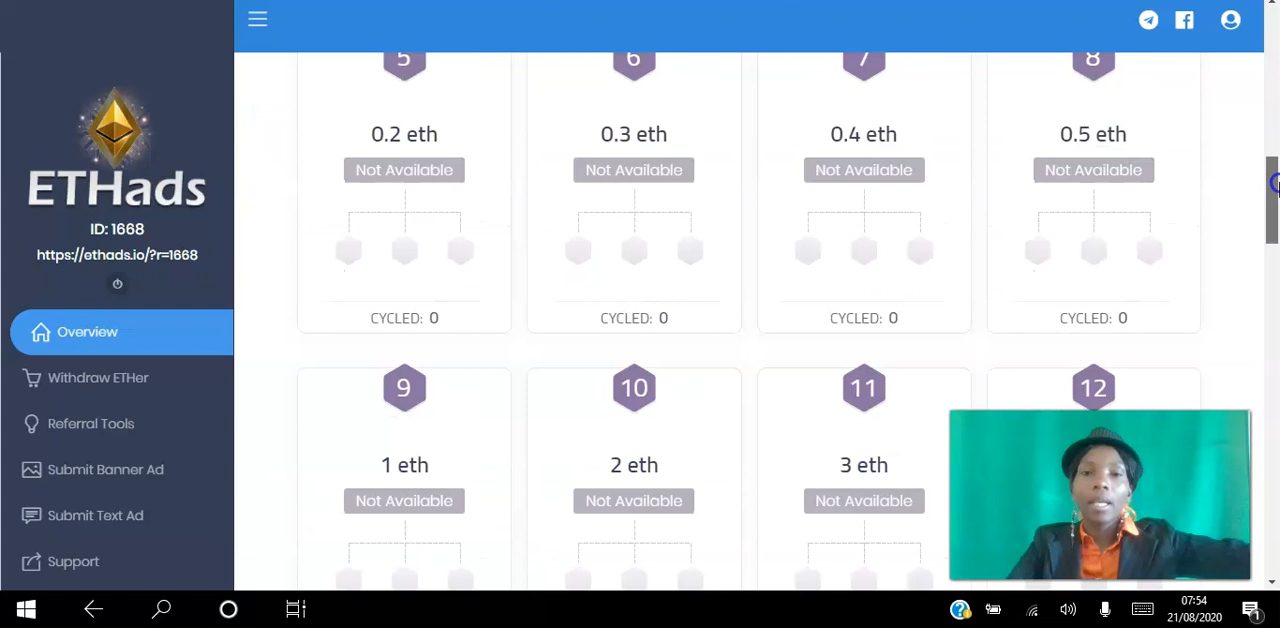 5
6
7
8
0.2 eth
0.3 eth
0.4 eth
0.5 eth
Not Available
Not Available
Not Available
Not Available
CYCLED: 0
CYCLED: 0
CYCLED: 0
CYCLED: 0
9
10
11
12
1 eth
2 eth
3 eth
Not Available
Not Available
Not Available
ETHads
ID: 1668
https://ethads.io/?r=1668
Overview
Withdraw ETHer
Referral Tools
Submit Banner Ad
Submit Text Ad
Support
07:54
21/08/2020
1